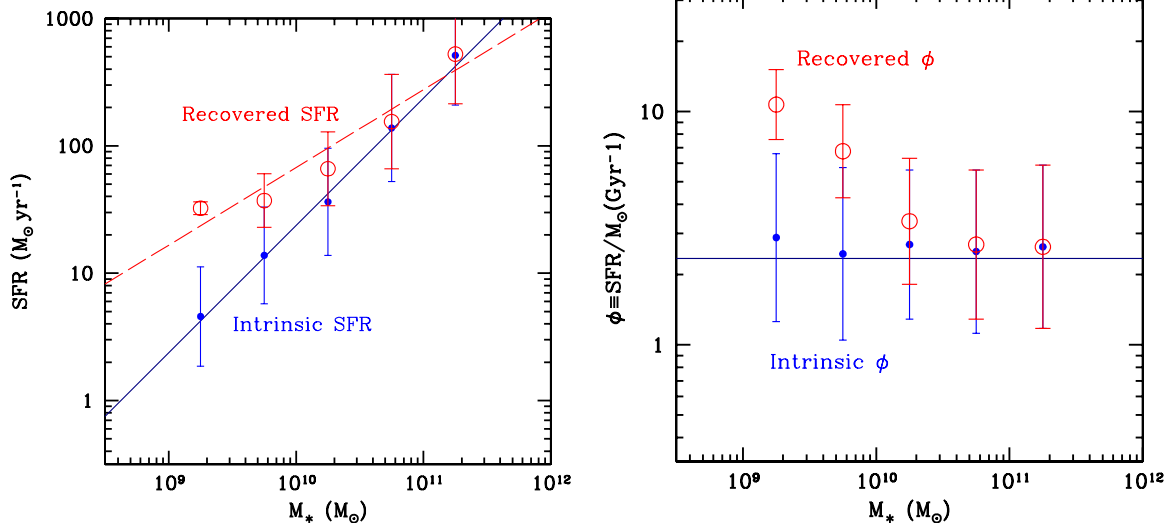 1000
100
10
1
SFR (M⊙ yr⁻¹)
Recovered SFR
Intrinsic SFR
10⁹ 10¹⁰ 10¹¹ 10¹²
M* (M⊙)
10
1
ϕ≡SFR/M⊙(Gyr-1)
Recovered ϕ
Intrinsic ϕ
10⁹ 10¹⁰ 10¹¹ 10¹²
M* (M⊙)